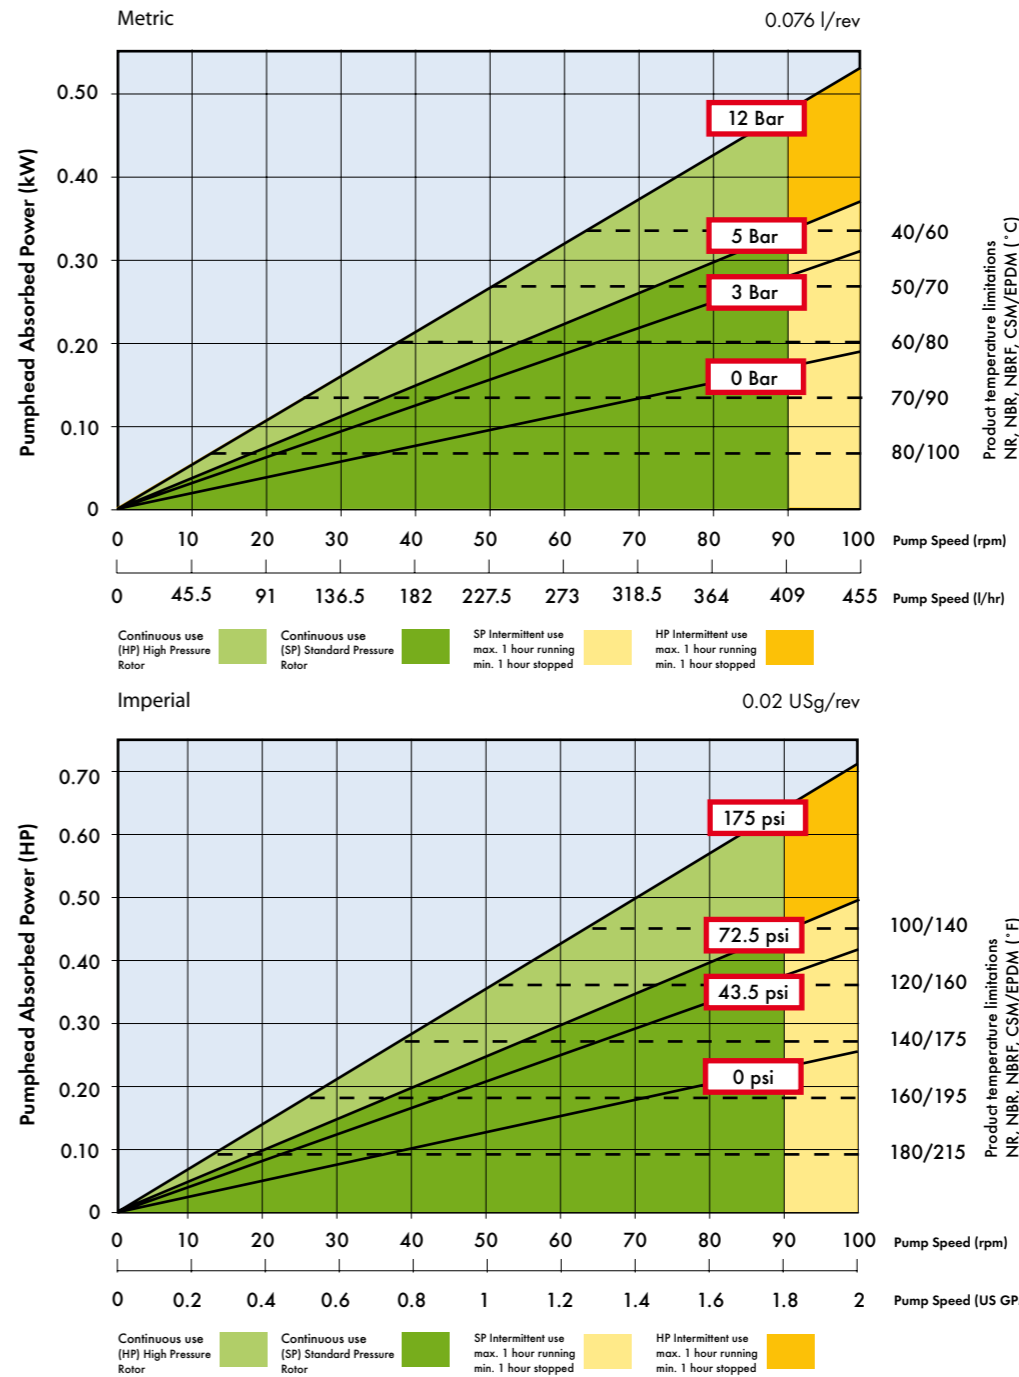 Metric
0.076 l/rev
Pumphead Absorbed Power (kW)
0.50
0.40
0.30
0.20
0.10
0
12 Bar
5 Bar
3 Bar
0 Bar
40/60
50/70
60/80
70/90
80/100
Product temperature limitations
NR, NBR, NBRF, CSM/EPDM (°C)
0 10 20 30 40 50 60 70 80 90 100 Pump Speed (rpm)
0 45.5 91 136.5 182 227.5 273 318.5 364 409 455 Pump Speed (l/hr)
Continuous use
(HP) High Pressure
Rotor
Continuous use
(SP) Standard Pressure
Rotor
SP Intermittent use
max. 1 hour running
min. 1 hour stopped
HP Intermittent use
max. 1 hour running
min. 1 hour stopped
Imperial
0.02 USg/rev
Pumphead Absorbed Power (HP)
0.70
0.60
0.50
0.40
0.30
0.20
0.10
0
175 psi
72.5 psi
43.5 psi
0 psi
100/140
120/160
140/175
160/195
180/215
Product temperature limitations
NR, NBR, NBRF, CSM/EPDM (°F)
0 10 20 30 40 50 60 70 80 90 100 Pump Speed (rpm)
0 0.2 0.4 0.6 0.8 1 1.2 1.4 1.6 1.8 2 Pump Speed (US GP
Continuous use
(HP) High Pressure
Rotor
Continuous use
(SP) Standard Pressure
Rotor
SP Intermittent use
max. 1 hour running
min. 1 hour stopped
HP Intermittent use
max. 1 hour running
min. 1 hour stopped